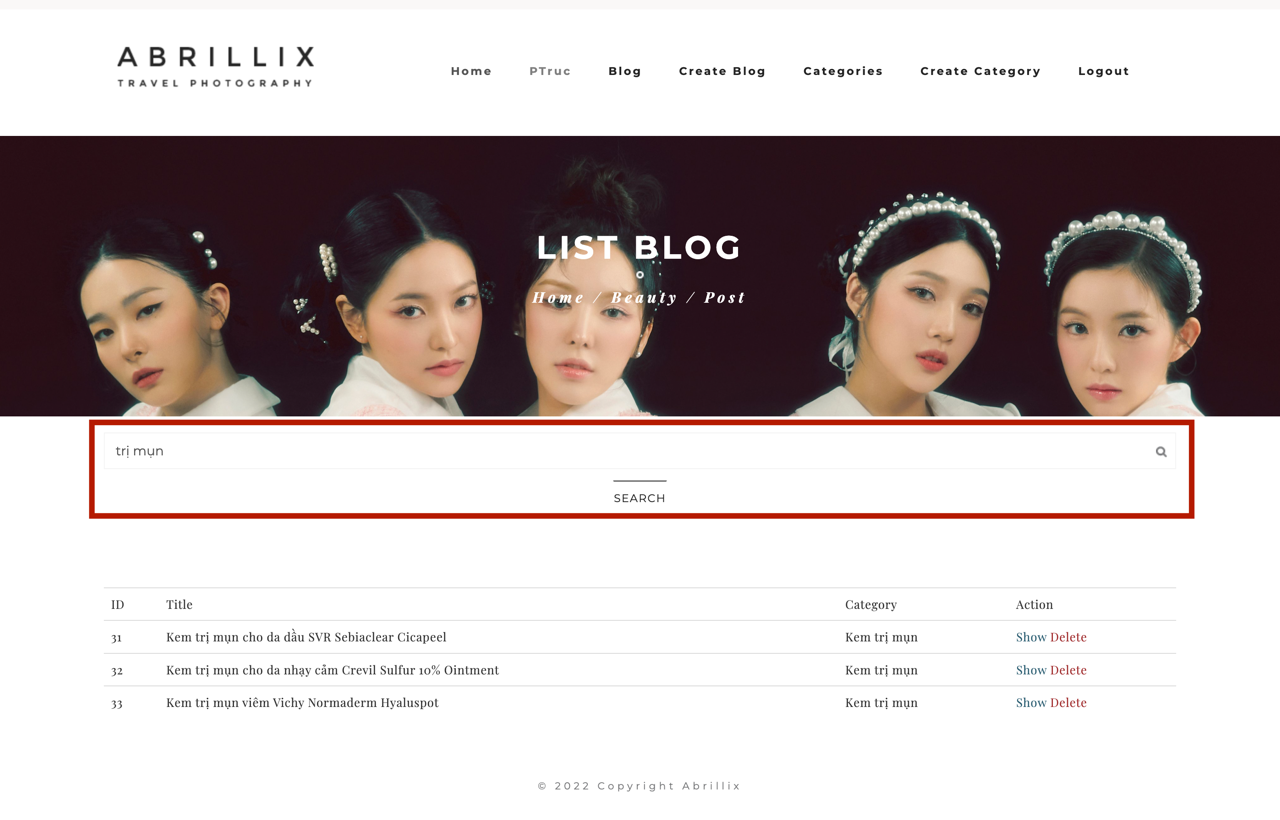 ABRILLIX
TRAVEL PHOTOGRAPHY
Home PTruc Blog Create Blog Categories Create Category Logout
LIST BLOG
Home / Beauty / Post
trị mụn
SEARCH
ID Title Category Action
31 Kem trị mụn cho da dầu SVR Sebiaclear Cicapeel Kem trị mụn Show Delete
32 Kem trị mụn cho da nhạy cảm Crevil Sulfur 10% Ointment Kem trị mụn Show Delete
33 Kem trị mụn viêm Vichy Normaderm Hyaluspot Kem trị mụn Show Delete
© 2022 Copyright Abrillix